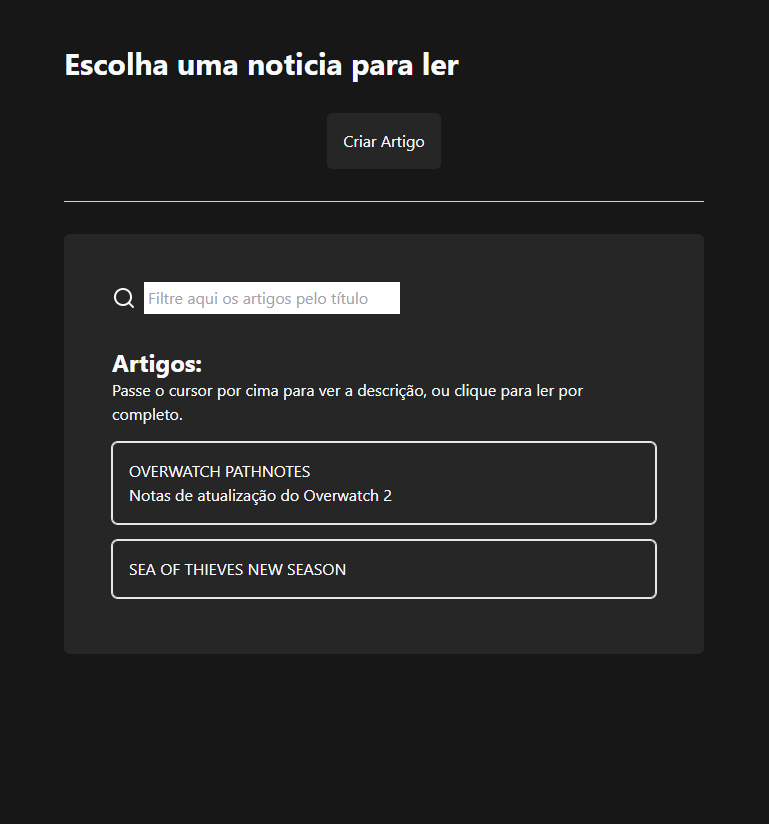 Escolha uma noticia para ler
Criar Artigo
Filtre aqui os artigos pelo título
Artigos:
Passe o cursor por cima para ver a descrição, ou clique para ler por
completo.
OVERWATCH PATHNOTES
Notas de atualização do Overwatch 2
SEA OF THIEVES NEW SEASON